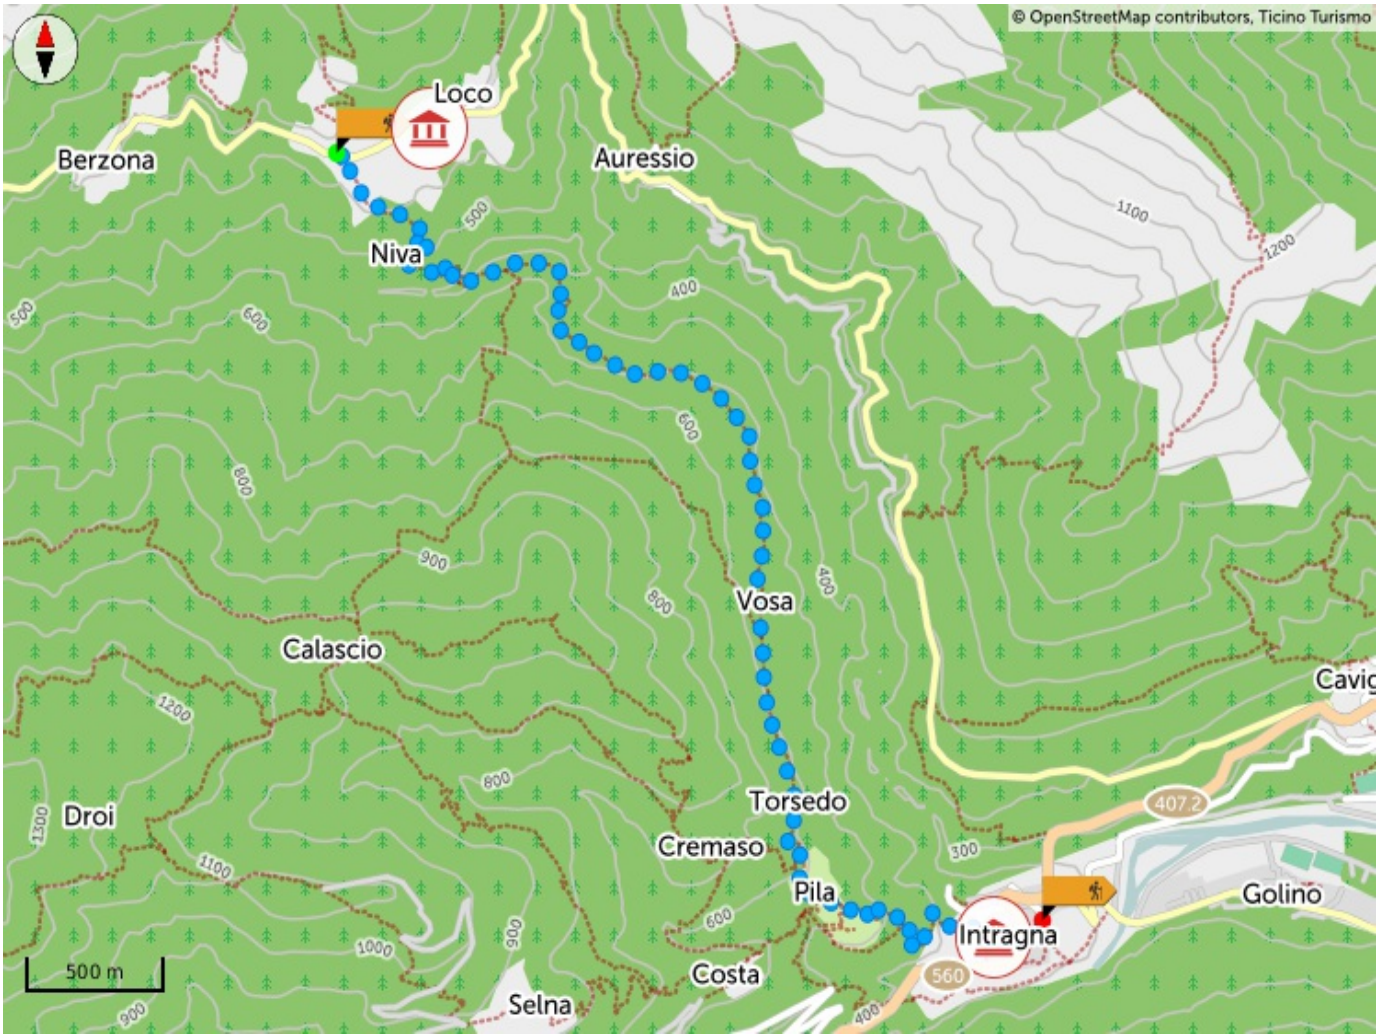 © OpenStreetMap contributors, Ticino Turismo
Loco
Berzona
Auressio
500
1100
Niva
1200
400
500
600
600
800
900
400
Vosa
800
Calascio
Cavig
1200
800
Torsedo
407.2
Droi
1300
Cremaso
300
1100
Pila
Golino
600
900
Intragna
1000
500 m
Costa
560
Selna
900
400